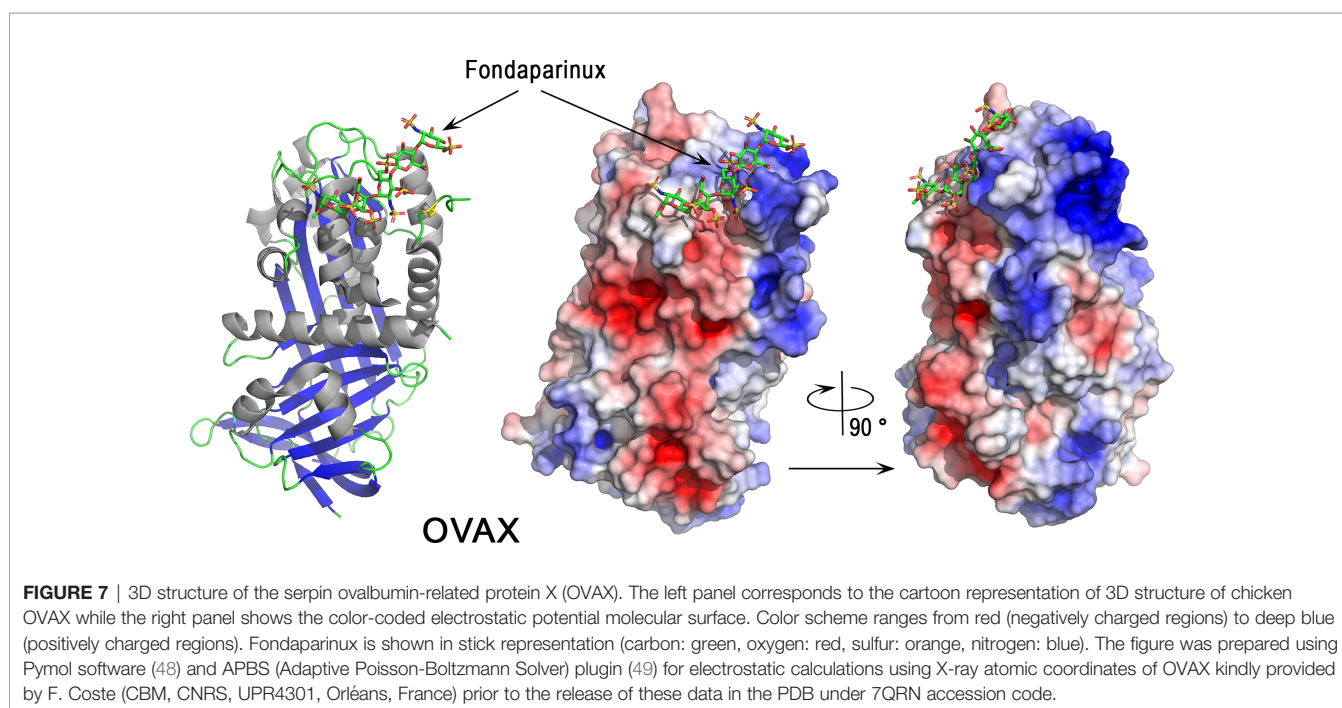 Fondaparinux
90 °
OVAX
FIGURE 7 | 3D structure of the serpin ovalbumin-related protein X (OVAX). The left panel corresponds to the cartoon representation of 3D structure of chicken
OVAX while the right panel shows the color-coded electrostatic potential molecular surface. Color scheme ranges from red (negatively charged regions) to deep blue
(positively charged regions). Fondaparinux is shown in stick representation (carbon: green, oxygen: red, sulfur: orange, nitrogen: blue). The figure was prepared using
Pymol software (48) and APBS (Adaptive Poisson-Boltzmann Solver) plugin (49) for electrostatic calculations using X-ray atomic coordinates of OVAX kindly provided
by F. Coste (CBM, CNRS, UPR4301, Orléans, France) prior to the release of these data in the PDB under 7QRN accession code.